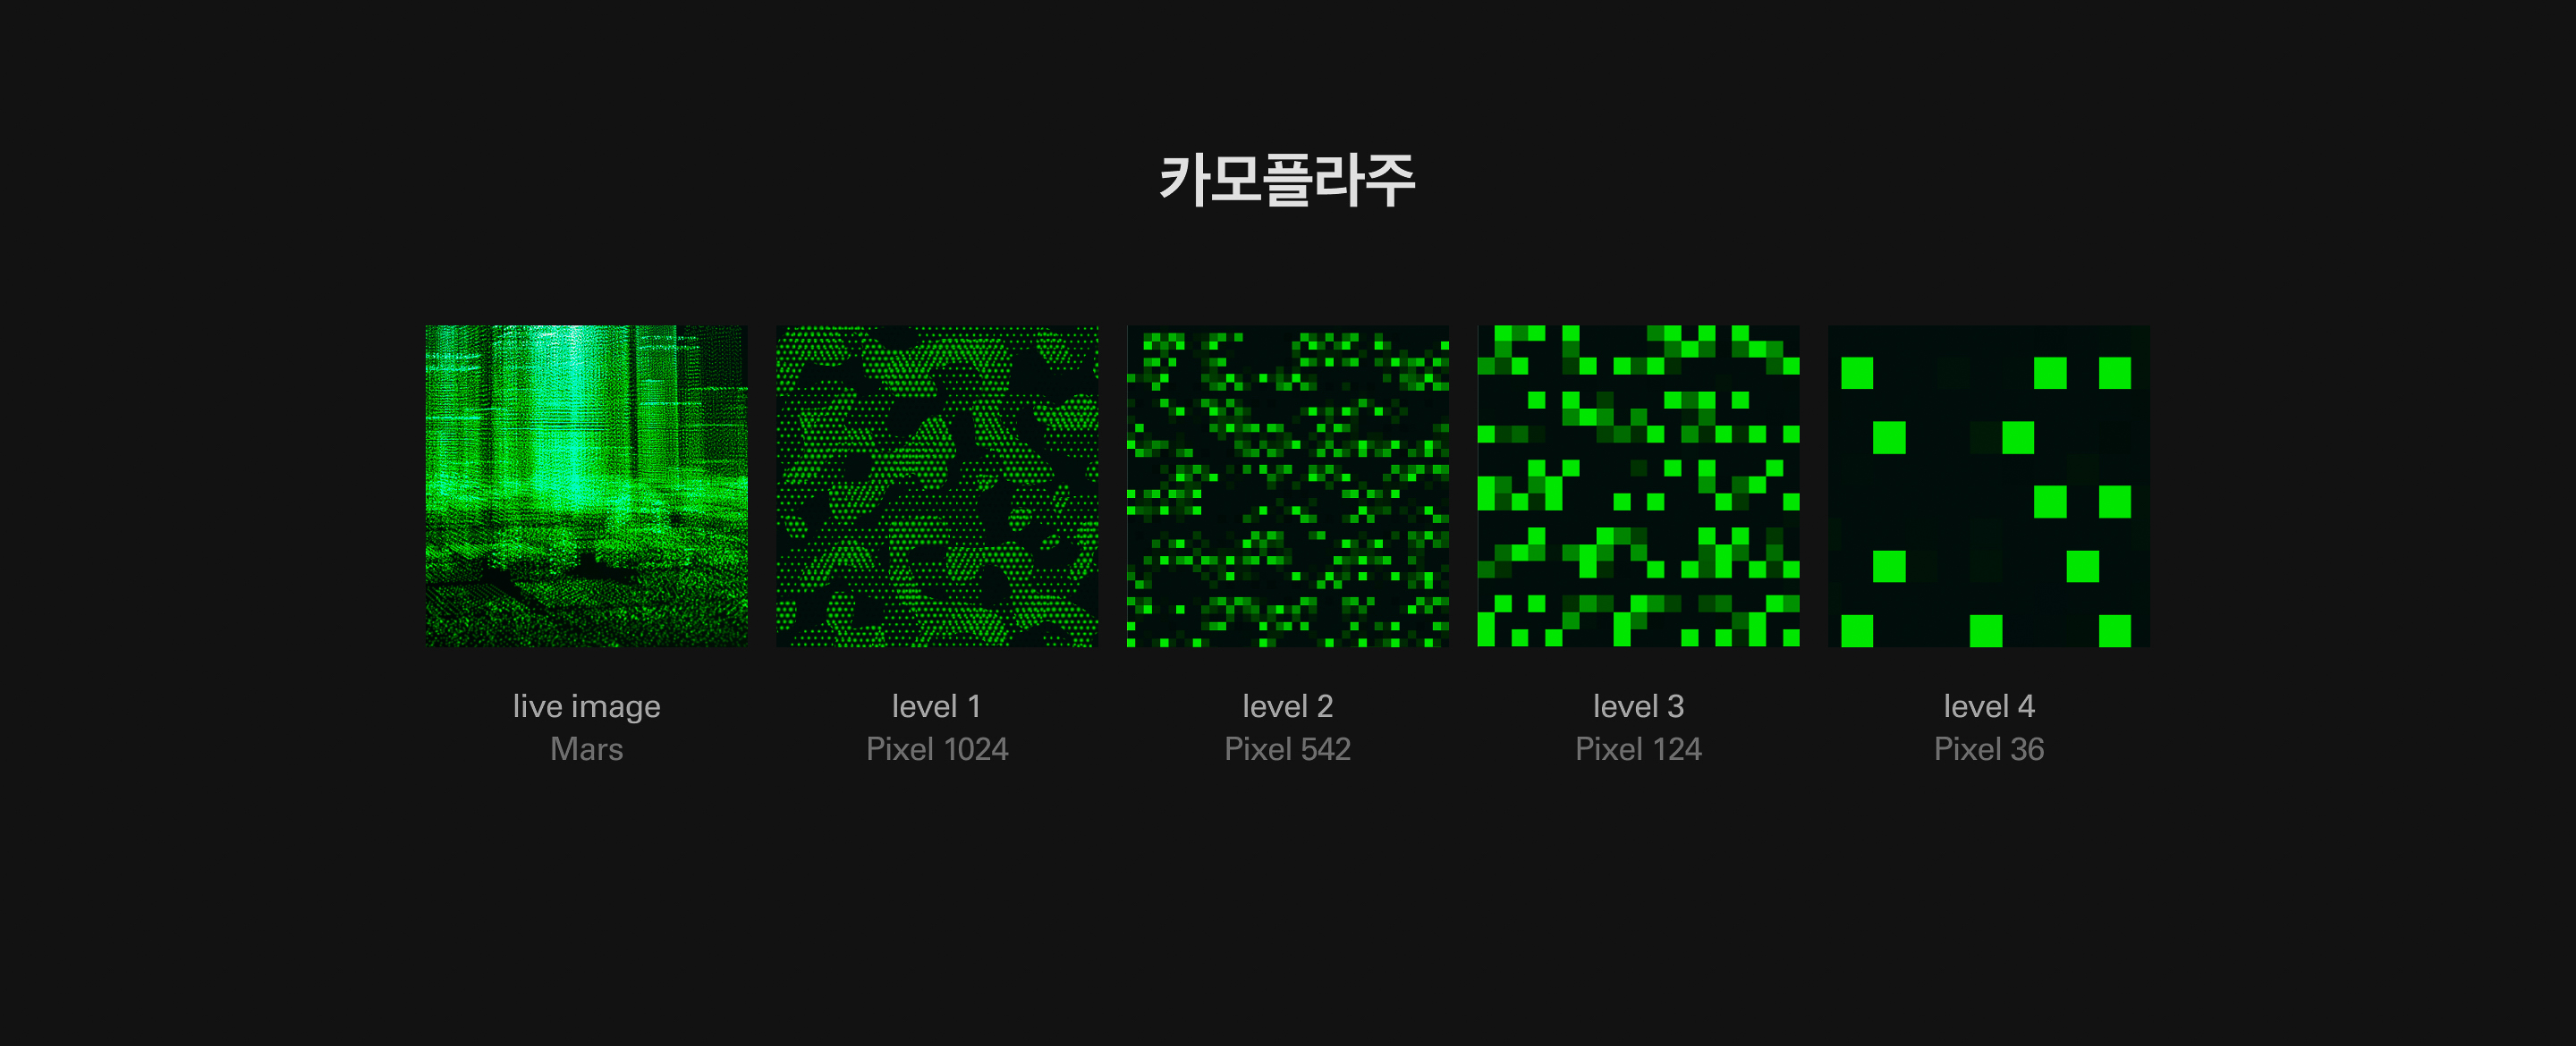 카모플라주
live image
Mars
level 1
Pixel 1024
level 2
Pixel 542
level 3
Pixel 124
level 4
Pixel 36